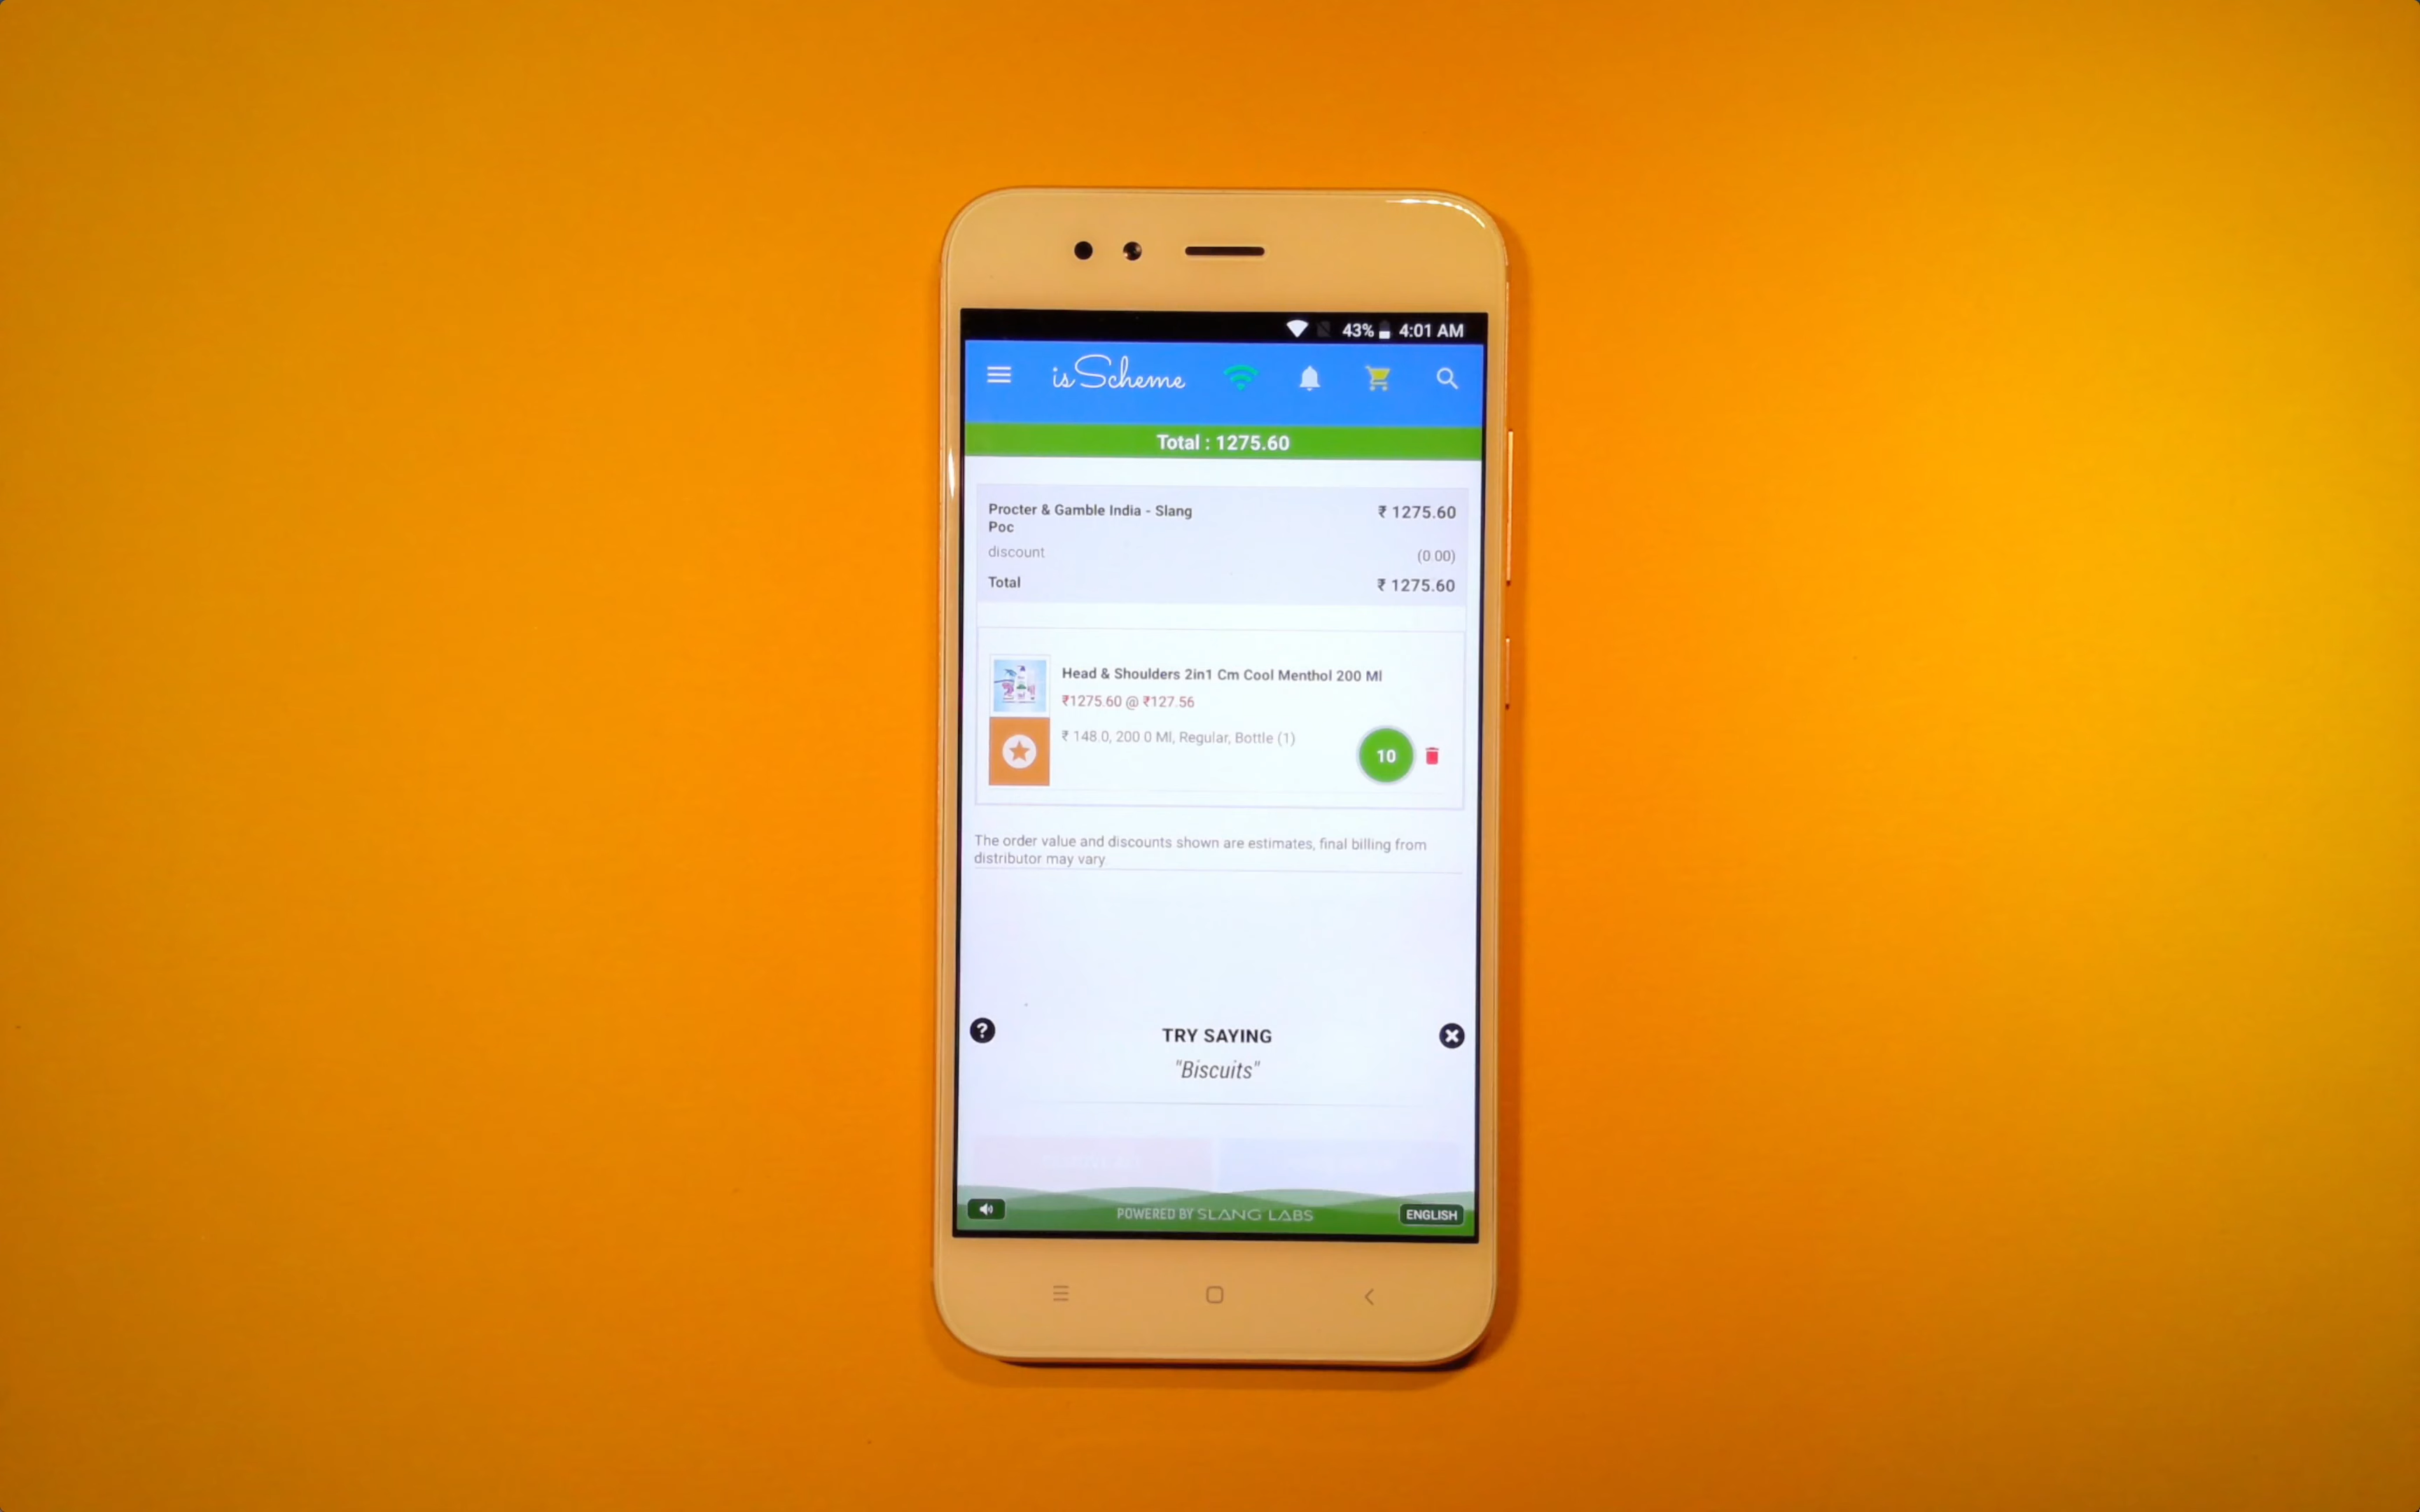 43% 4:01 AM
isScheme
Total : 1275.60
Procter & Gamble India - Slang
Poc
₹ 1275.60
discount
(0 00)
Total
₹ 1275.60
Head & Shoulders 2in1 Cm Cool Menthol 200 Ml
₹1275.60 @ ₹127.56
₹ 148.0, 200 0 Ml, Regular, Bottle (1)
10
The order value and discounts shown are estimates, final billing from
distributor may vary
TRY SAYING
"Biscuits"
POWERED BY SLANG LABS
ENGLISH